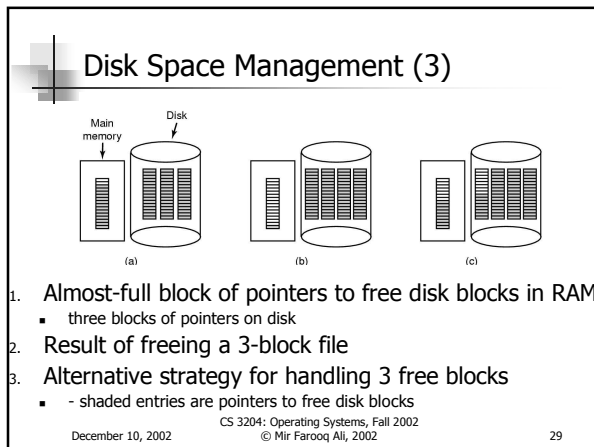 Disk Space Management (3)
Main
memory
Disk
(a)
(b)
(c)
1. Almost-full block of pointers to free disk blocks in RAM
▪ three blocks of pointers on disk
2. Result of freeing a 3-block file
3. Alternative strategy for handling 3 free blocks
▪ - shaded entries are pointers to free disk blocks
CS 3204: Operating Systems, Fall 2002
December 10, 2002 © Mir Farooq Ali, 2002 29